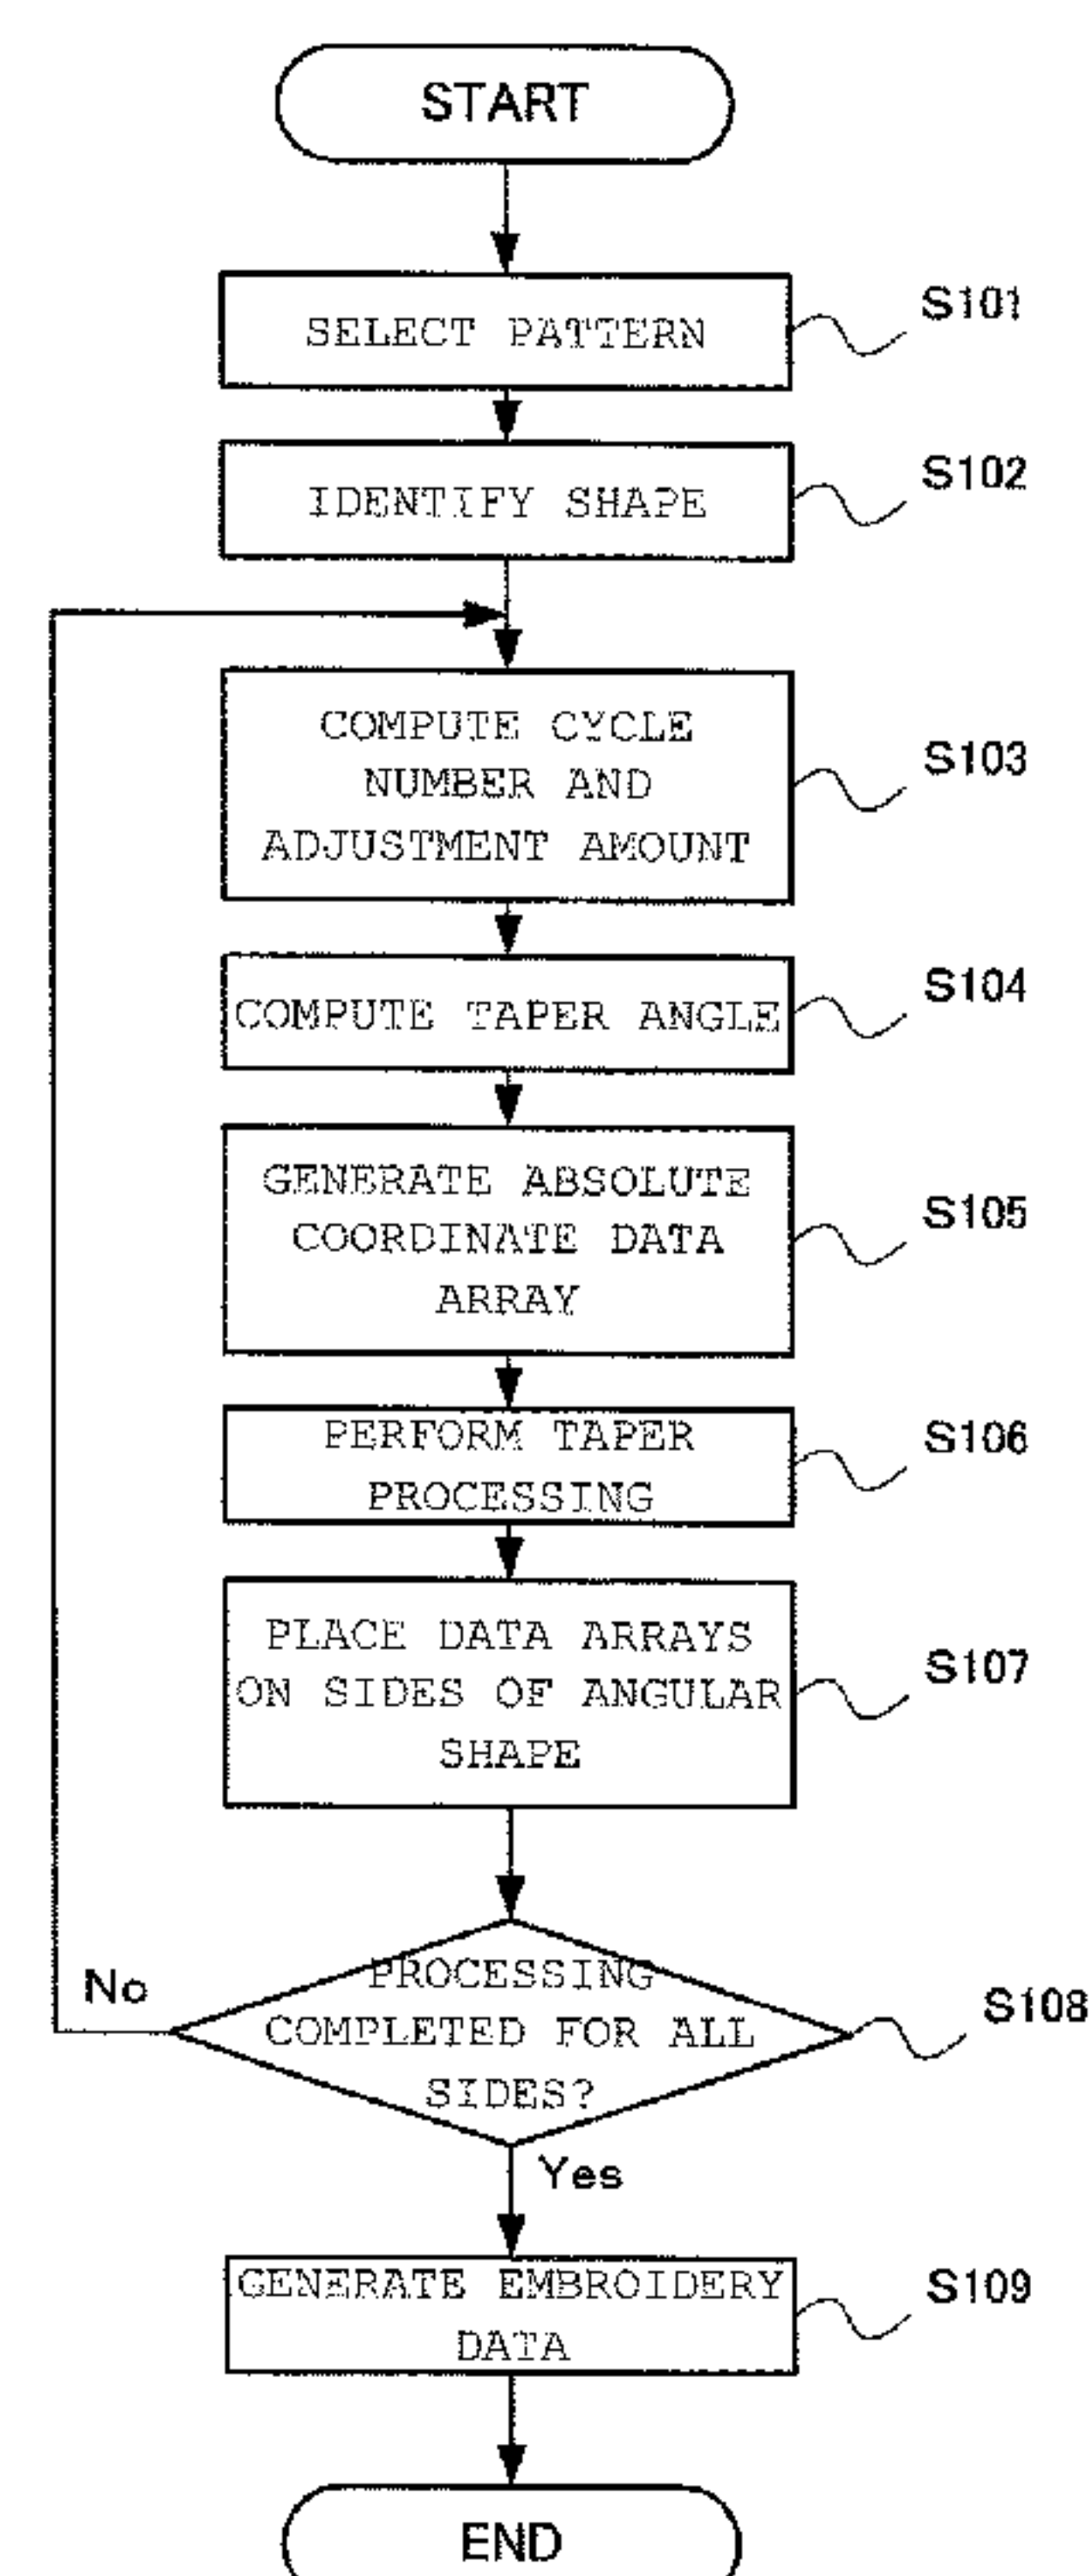 START
SELECT PATTERN
S101
IDENTIFY SHAPE
S102
COMPUTE CYCLE
NUMBER AND
ADJUSTMENT AMOUNT
S103
COMPUTE TAPER ANGLE
S104
GENERATE ABSOLUTE
COORDINATE DATA
ARRAY
S105
PERFORM TAPER
PROCESSING
S106
PLACE DATA ARRAYS
ON SIDES OF ANGULAR
SHAPE
S107
No
PROCESSING
COMPLETED FOR ALL
SIDES?
S108
Yes
GENERATE EMBROIDERY
DATA
S109
END